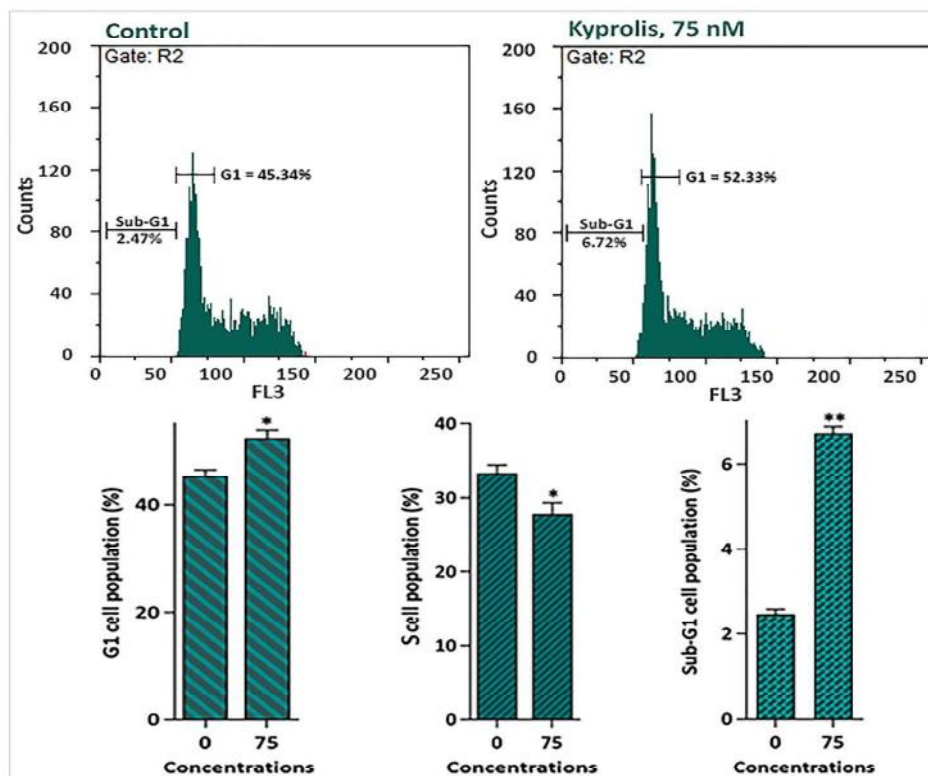 Control
Kyprolis, 75 nM
200
160
120
80
40
0
Counts
Gate: R2
G1 = 45.34%
Sub-G1
2.47%
0 50 100 150 200 250
FL3
200
160
120
80
40
0
Counts
Gate: R2
G1 = 52.33%
Sub-G1
6.72%
0 50 100 150 200 250
FL3
G1 cell population (%)
40
20
0
*
0 75
Concentrations
S cell population (%)
40
30
20
10
0
*
0 75
Concentrations
Sub-G1 cell population (%)
6
4
2
0
**
0 75
Concentrations